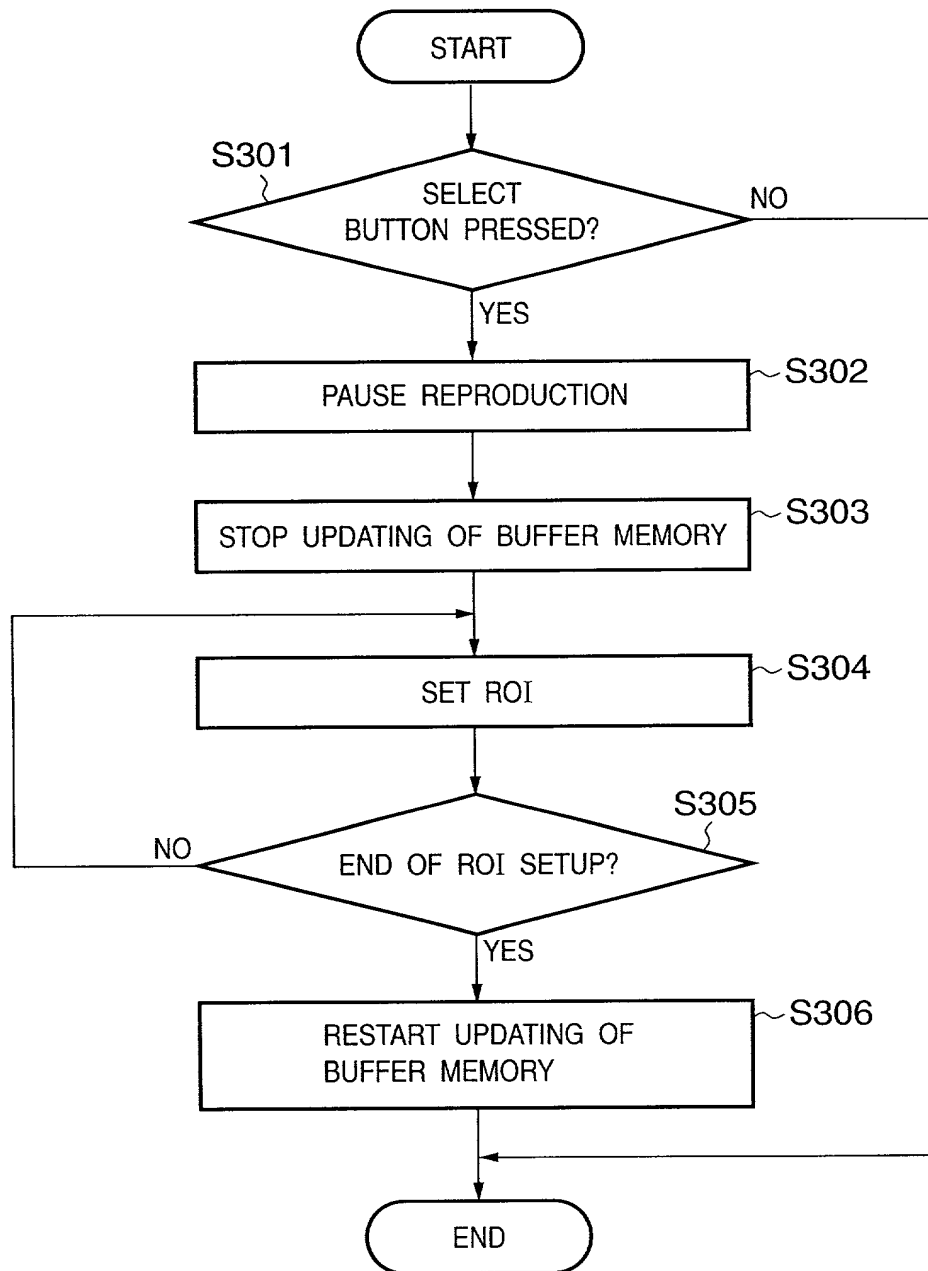 START
S301
SELECT
BUTTON PRESSED?
NO
YES
PAUSE REPRODUCTION
S302
STOP UPDATING OF BUFFER MEMORY
S303
SET ROI
S304
S305
END OF ROI SETUP?
NO
YES
RESTART UPDATING OF
BUFFER MEMORY
S306
END